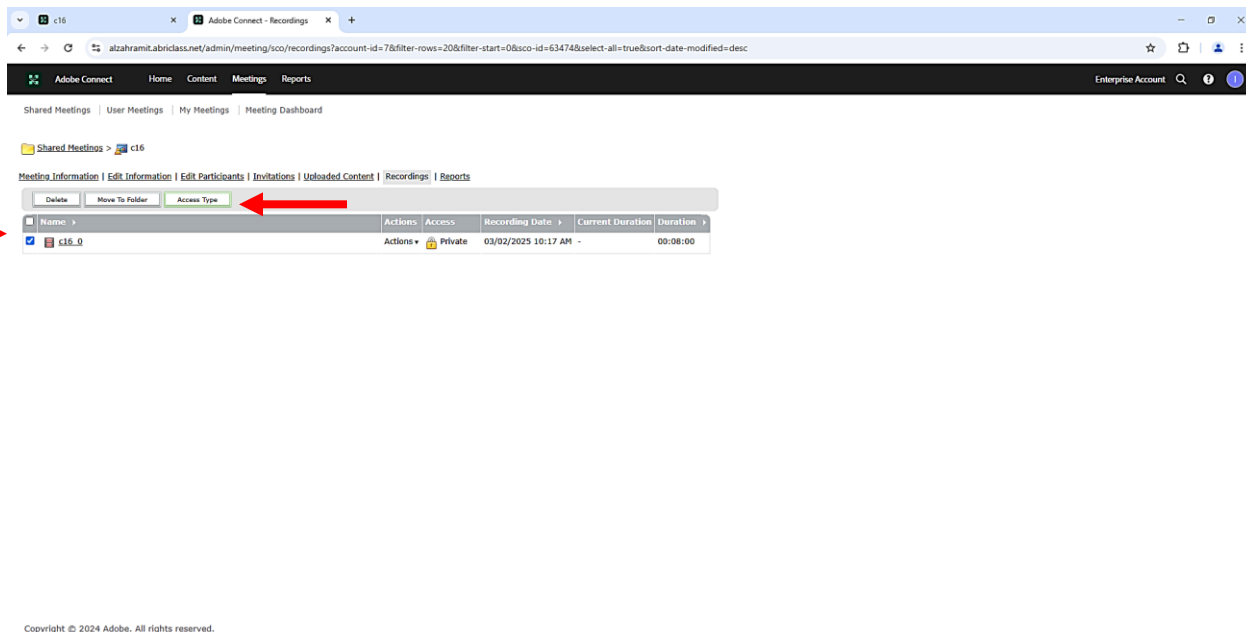 c16
Adobe Connect - Recordings
alzahramit.abriclass.net/admin/meeting/sco/recordings?account-id=7&filter-rows=20&filter-start=0&sco-id=63474&select-all=true&sort-date-modified=desc
Adobe Connect Home Content Meetings Reports Enterprise Account
Shared Meetings | User Meetings | My Meetings | Meeting Dashboard
Shared Meetings > c16
Meeting Information | Edit Information | Edit Participants | Invitations | Uploaded Content | Recordings | Reports
Delete Move To Folder Access Type
Name Actions Access Recording Date Current Duration Duration
c16_0 Actions Private 03/02/2025 10:17 AM - 00:08:00
Copyright © 2024 Adobe. All rights reserved.